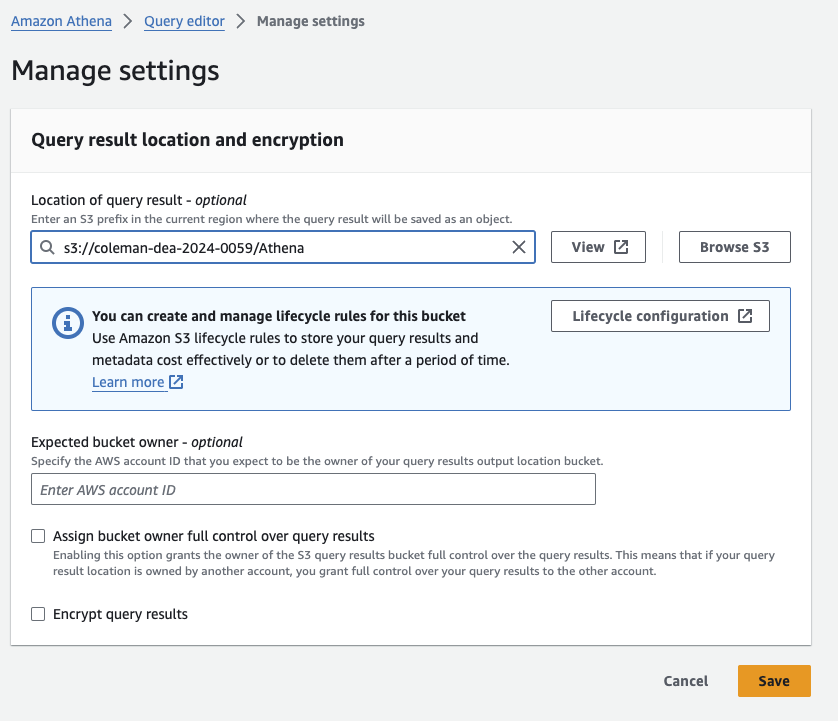 Amazon Athena > Query editor > Manage settings
Manage settings
Query result location and encryption
Location of query result - optional
Enter an S3 prefix in the current region where the query result will be saved as an object.
s3://coleman-dea-2024-0059/Athena
View
Browse S3
You can create and manage lifecycle rules for this bucket
Lifecycle configuration
Use Amazon S3 lifecycle rules to store your query results and
metadata cost effectively or to delete them after a period of time.
Learn more
Expected bucket owner - optional
Specify the AWS account ID that you expect to be the owner of your query results output location bucket.
Enter AWS account ID
Assign bucket owner full control over query results
Enabling this option grants the owner of the S3 query results bucket full control over the query results. This means that if your query
result location is owned by another account, you grant full control over your query results to the other account.
Encrypt query results
Cancel
Save